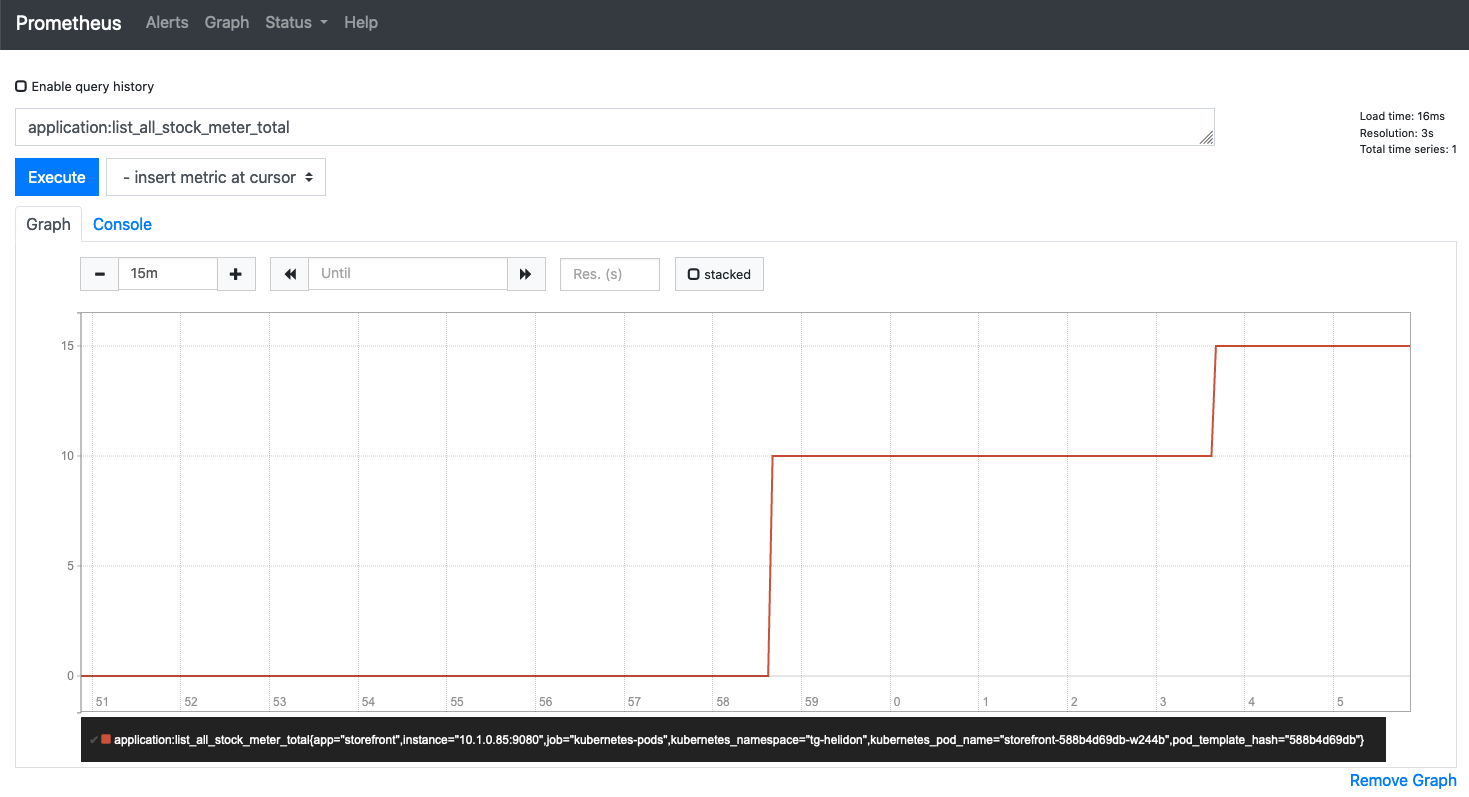 Prometheus Alerts Graph Status Help
Enable query history
application:list_all_stock_meter_total
Load time: 16ms
Resolution: 3s
Total time series: 1
Execute - insert metric at cursor
Graph Console
15m Until Res. (s) stacked
15
10
5
0
51 52 53 54 55 56 57 58 59 0 1 2 3 4 5
application:list_all_stock_meter_total{app="storefront",instance="10.1.0.85:9080",job="kubernetes-pods",kubernetes_namespace="tg-helidon",kubernetes_pod_name="storefront-588b4d69db-w244b",pod_template_hash="588b4d69db"}
Remove Graph